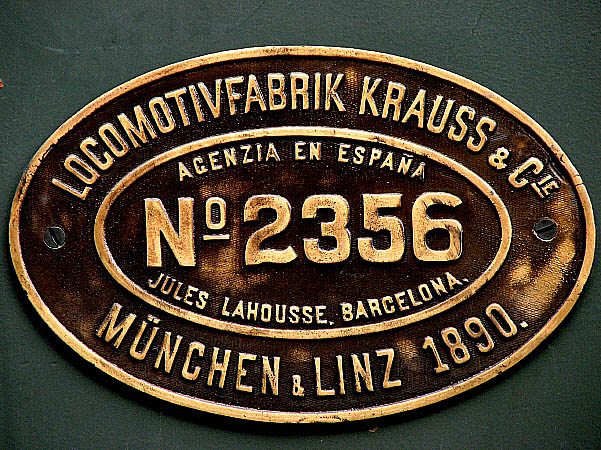 LOCOMOTIVFABRIK KRAUSS & CIE
AGENZIA EN ESPAÑA
Nº 2356
JULES LAHOUSSE. BARCELONA.
MÜNCHEN & LINZ 1890.